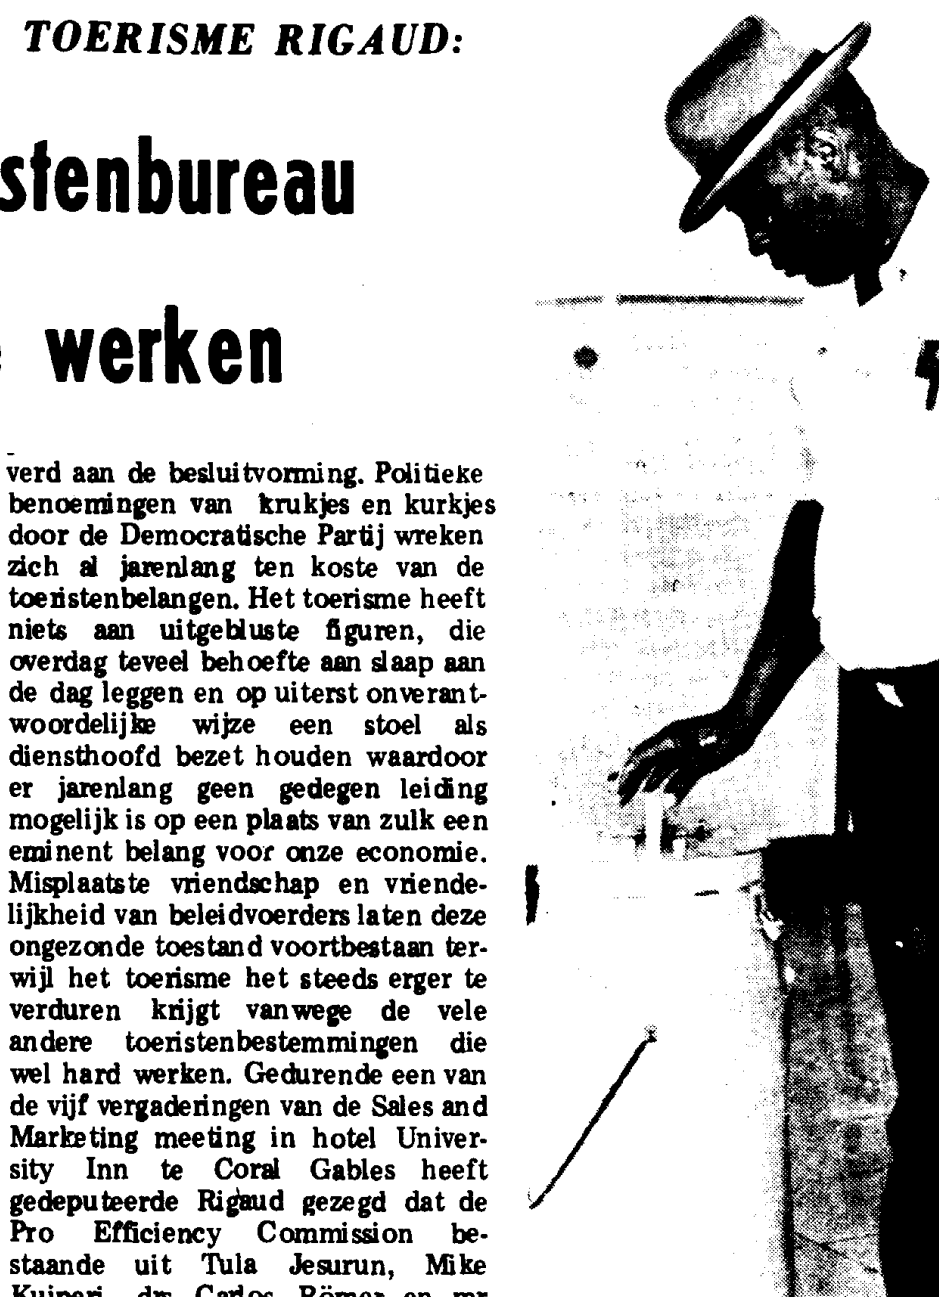 TOERISME RIGAUD:
stenbureau
werken
verd aan de besluitvorming. Politieke
benoemingen van krukjes en kurkjes
door de Democratische Partij wreken
zich al jarenlang ten koste van de
toeristenbelangen. Het toerisme heeft
niets aan uitgebluste figuren, die
overdag teveel behoefte aan slaap aan
de dag leggen en op uiterst onverant-
woordelijke wijze een stoel als
diensthoofd bezet houden waardoor
er jarenlang geen gedegen leiding
mogelijk is op een plaats van zulk een
eminent belang voor onze economie.
Misplaatste vriendschap en vriende-
lijkheid van beleidvoerders laten deze
ongezonde toestand voortbestaan ter-
wijl het toerisme het steeds erger te
verduren krijgt vanwege de vele
andere toeristenbestemmingen die
wel hard werken. Gedurende een van
de vijf vergaderingen van de Sales and
Marketing meeting in hotel Univer-
sity Inn te Coral Gables heeft
gedeputeerde Rigaud gezegd dat de
Pro Efficiency Commission be-
staande uit Tula Jesurun, Mike
Kuiperi, drs Carlos Römer en mr